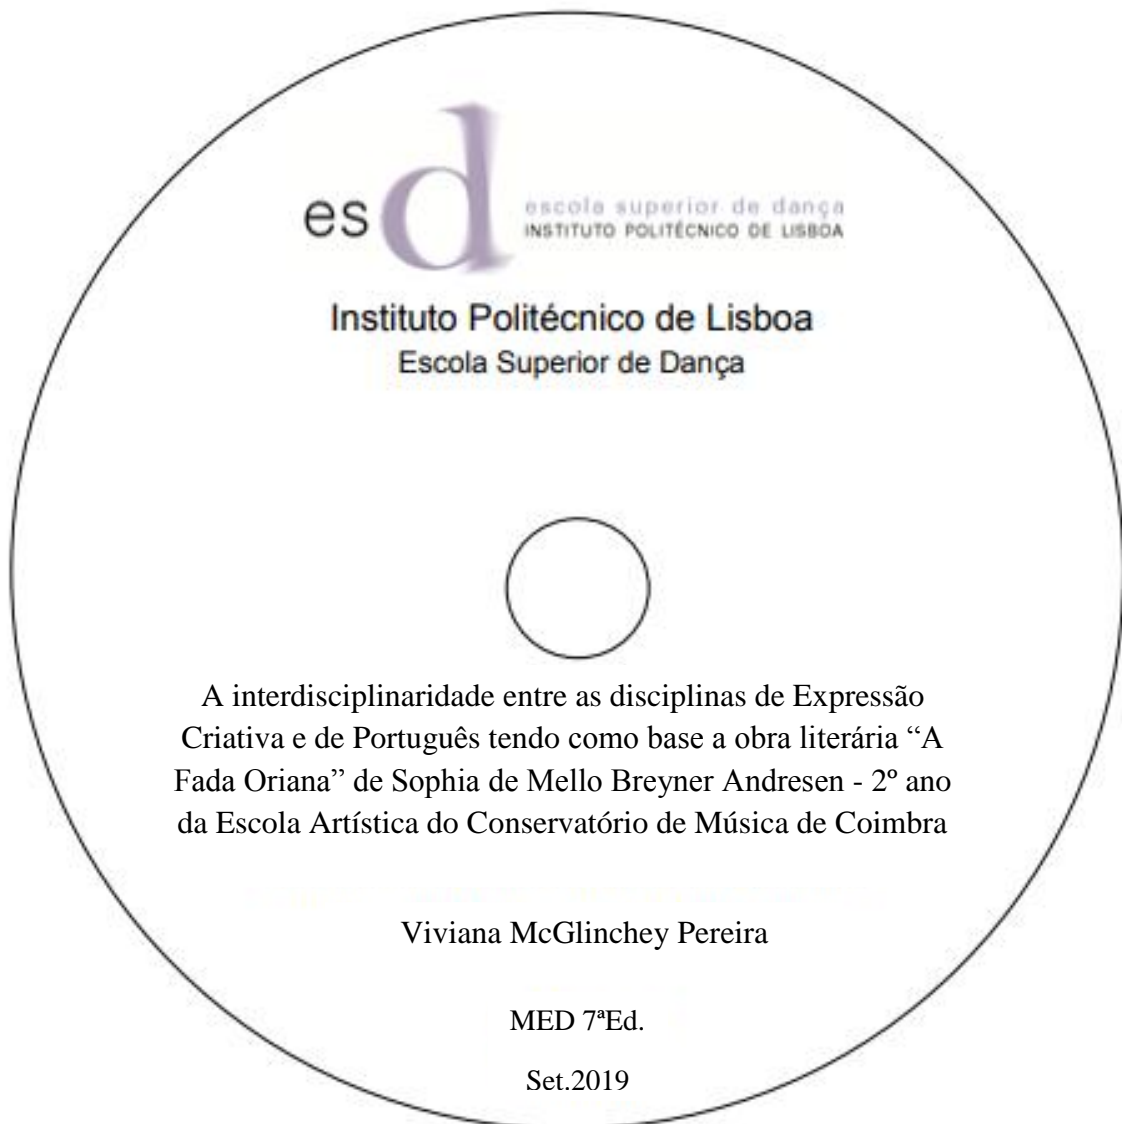 esd
escola superior de dança
INSTITUTO POLITÉCNICO DE LISBOA
Instituto Politécnico de Lisboa
Escola Superior de Dança
A interdisciplinaridade entre as disciplinas de Expressão
Criativa e de Português tendo como base a obra literária “A
Fada Oriana” de Sophia de Mello Breyner Andresen - 2º ano
da Escola Artística do Conservatório de Música de Coimbra
Viviana McGlinchey Pereira
MED 7ªEd.
Set.2019